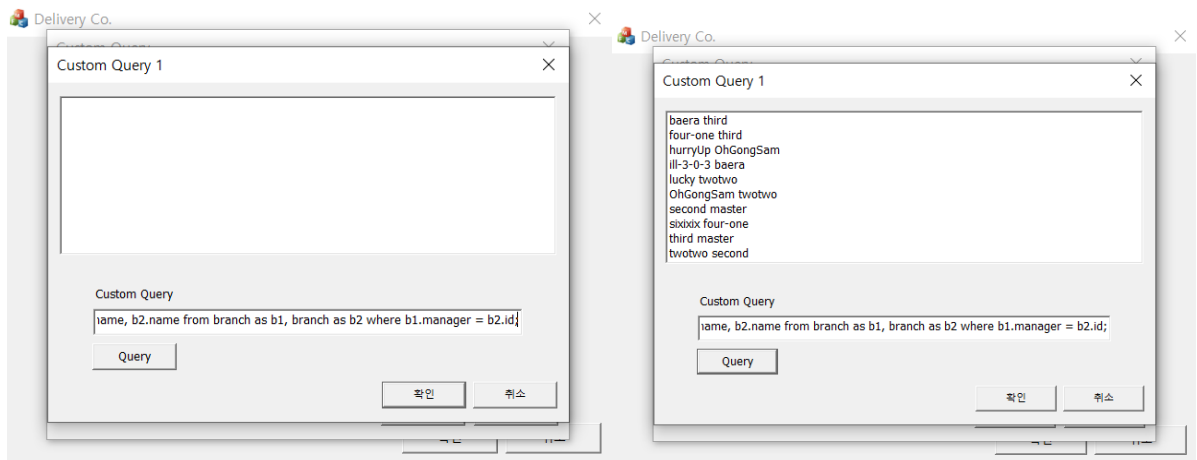 Delivery Co.
Custom Query
Custom Query 1
Custom Query
name, b2.name from branch as b1, branch as b2 where b1.manager = b2.id;
Query
확인
취소
Delivery Co.
Custom Query 1
baera third
four-one third
hurryUp OhGongSam
ill-3-0-3 baera
lucky twotwo
OhGongSam twotwo
second master
sixixix four-one
third master
twotwo second
Custom Query
name, b2.name from branch as b1, branch as b2 where b1.manager = b2.id;
Query
확인
취소